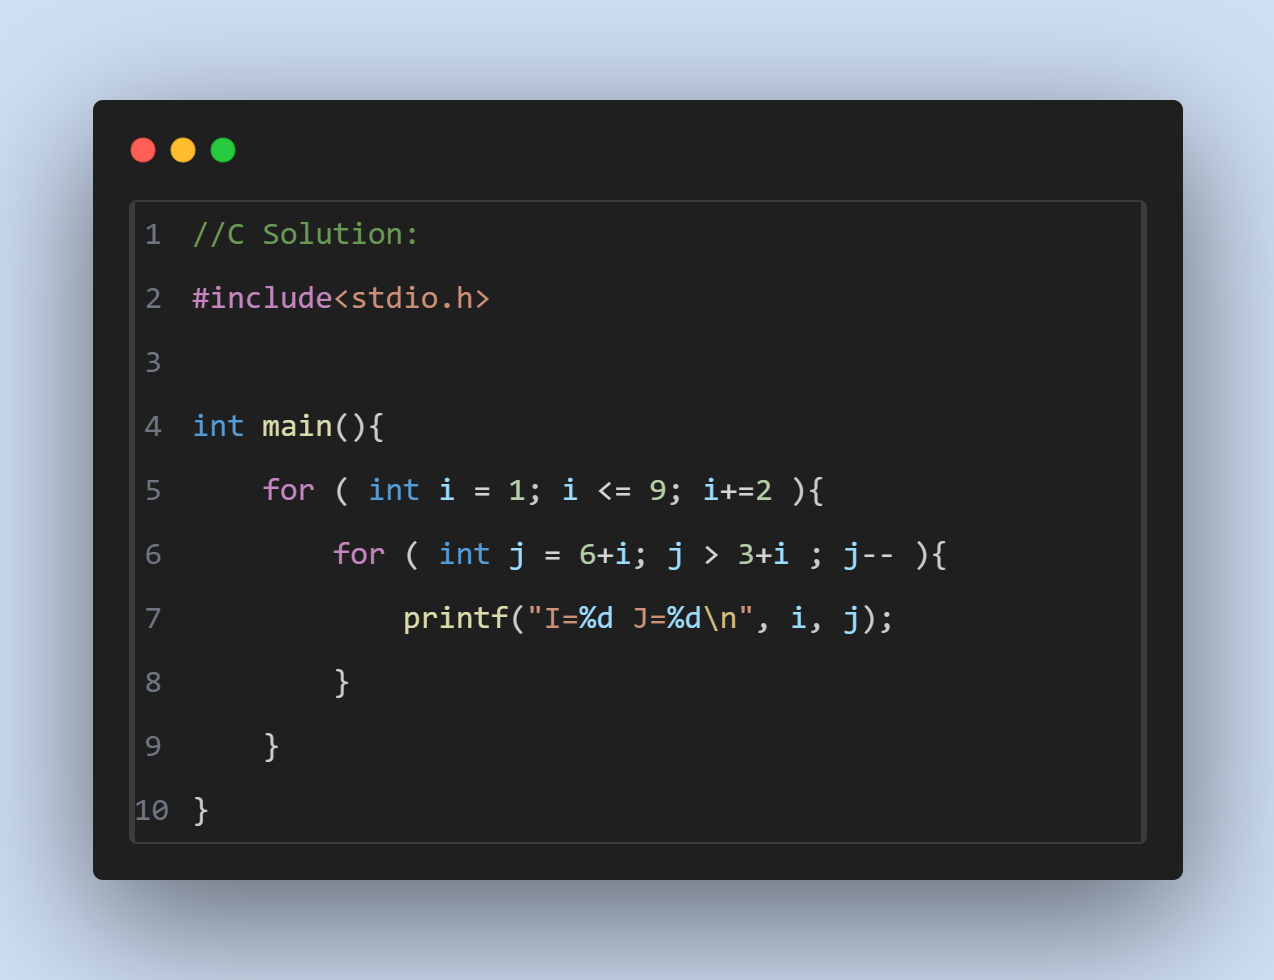 1 //C Solution:
2 #include<stdio.h>
3
4 int main(){
5     for ( int i = 1; i <= 9; i+=2 ){
6         for ( int j = 6+i; j > 3+i ; j-- ){
7             printf("I=%d J=%d\n", i, j);
8         }
9     }
10 }